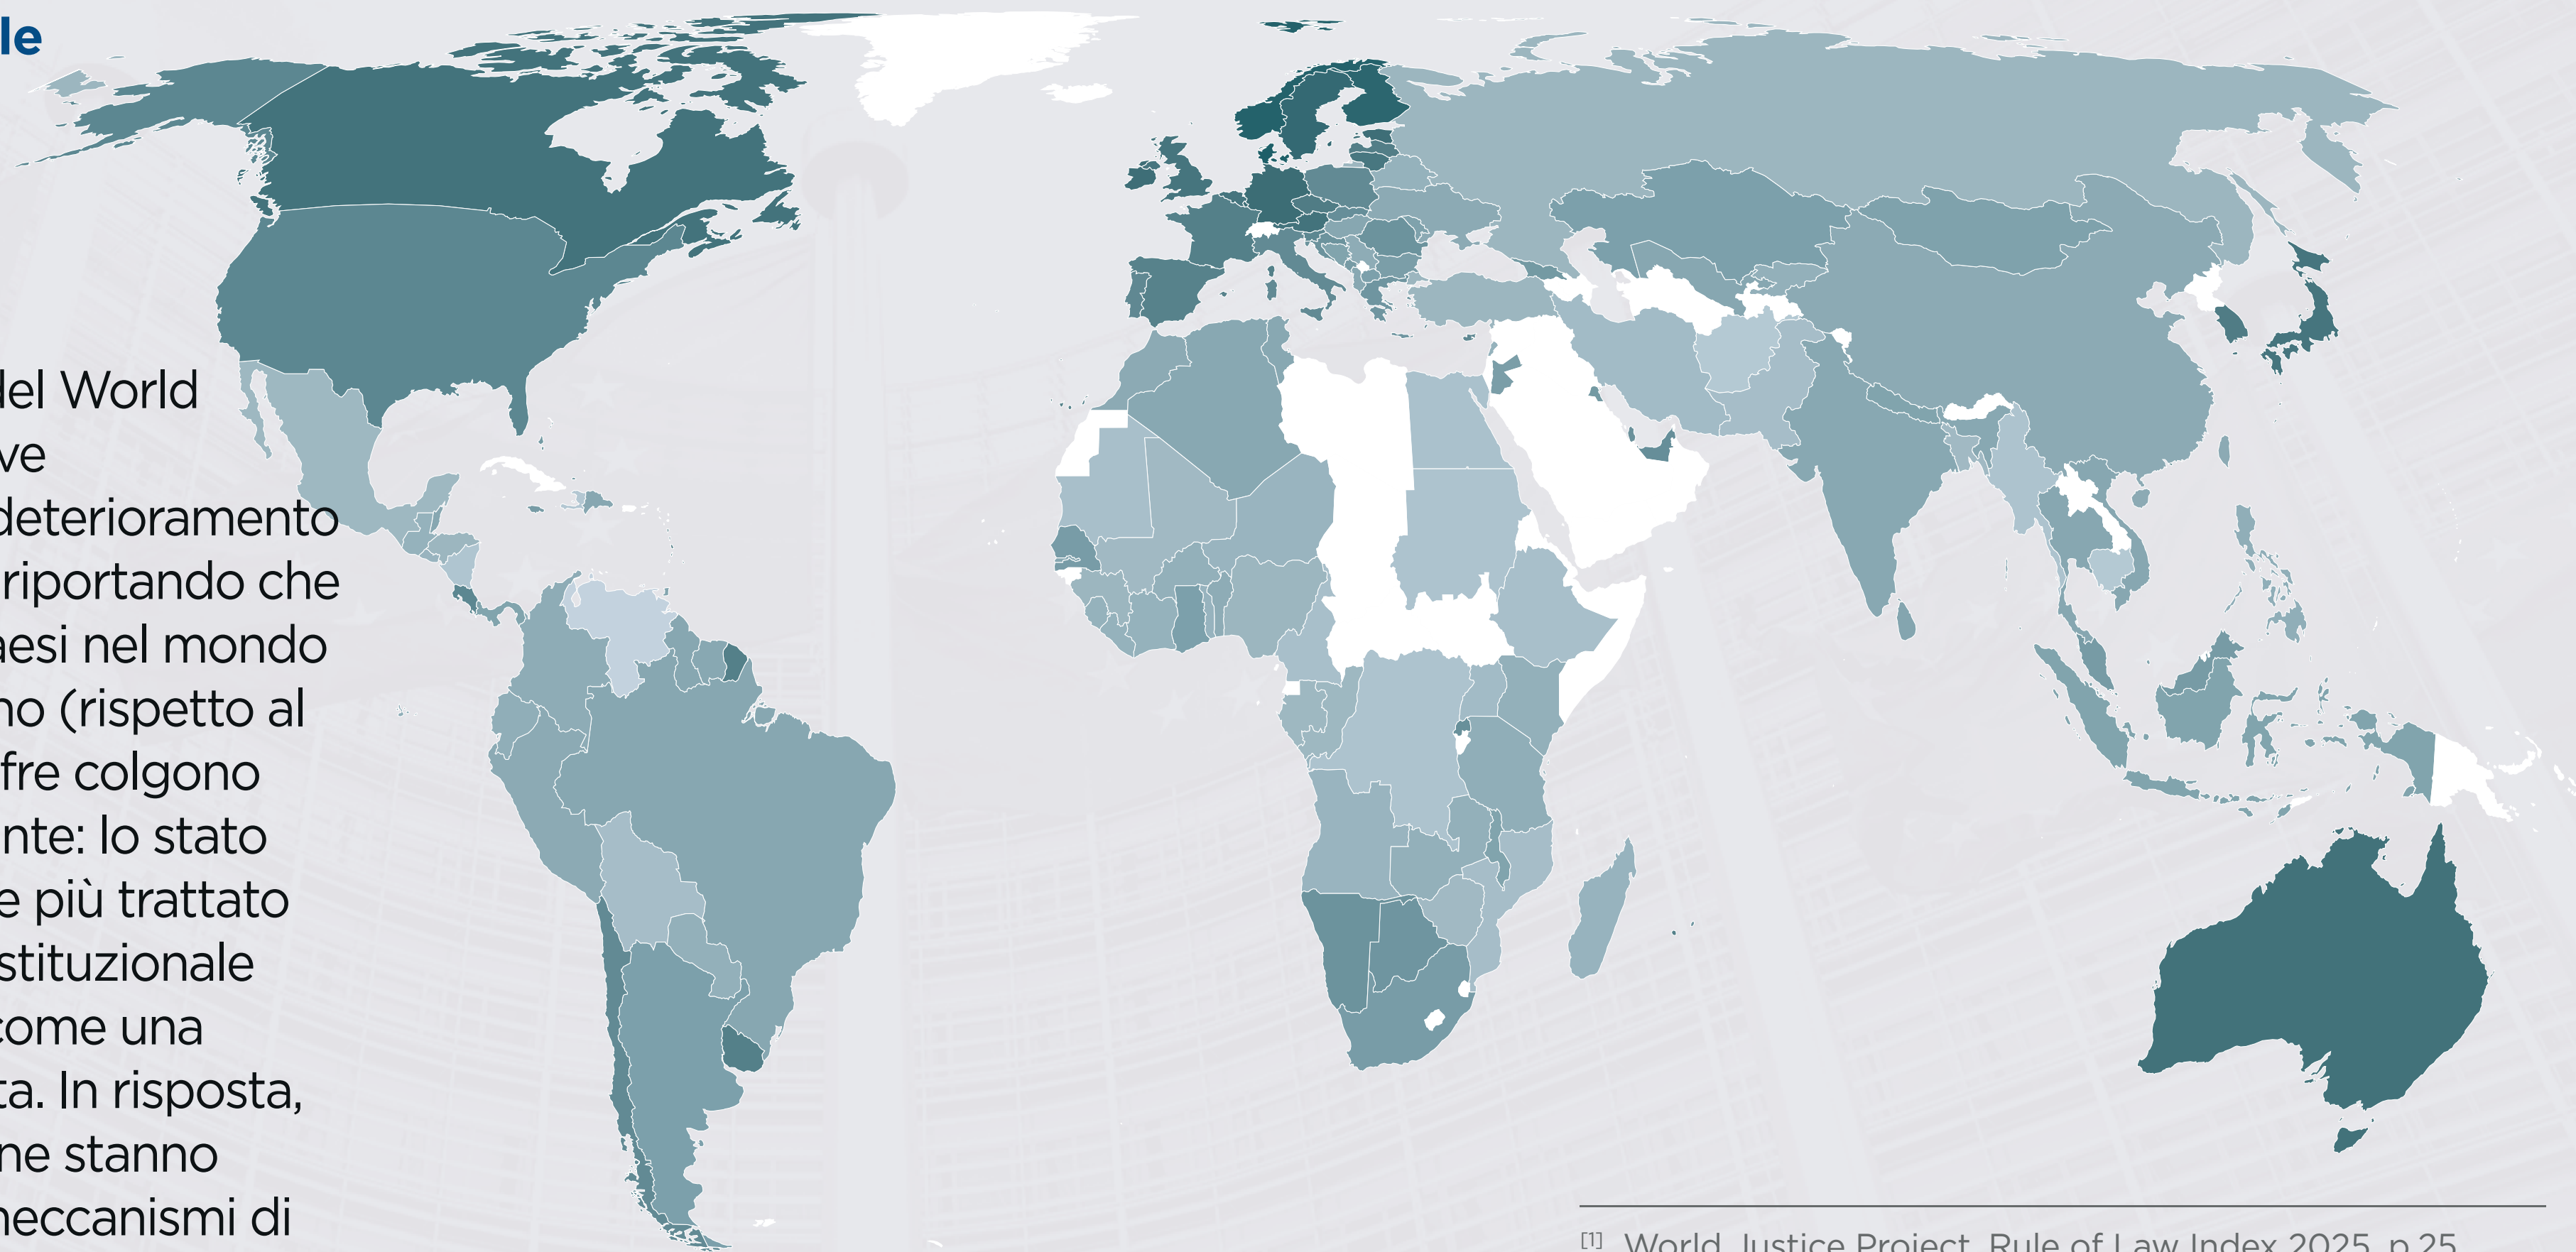 le
del World
ve
deterioramento
riportando che
aesi nel mondo
no (rispetto al
fre colgono
nte: lo stato
e più trattato
stituzionale
come una
ta. In risposta,
ne stanno
meccanismi di
[1] World Justice Project, Rule of Law Index 2025, p.25